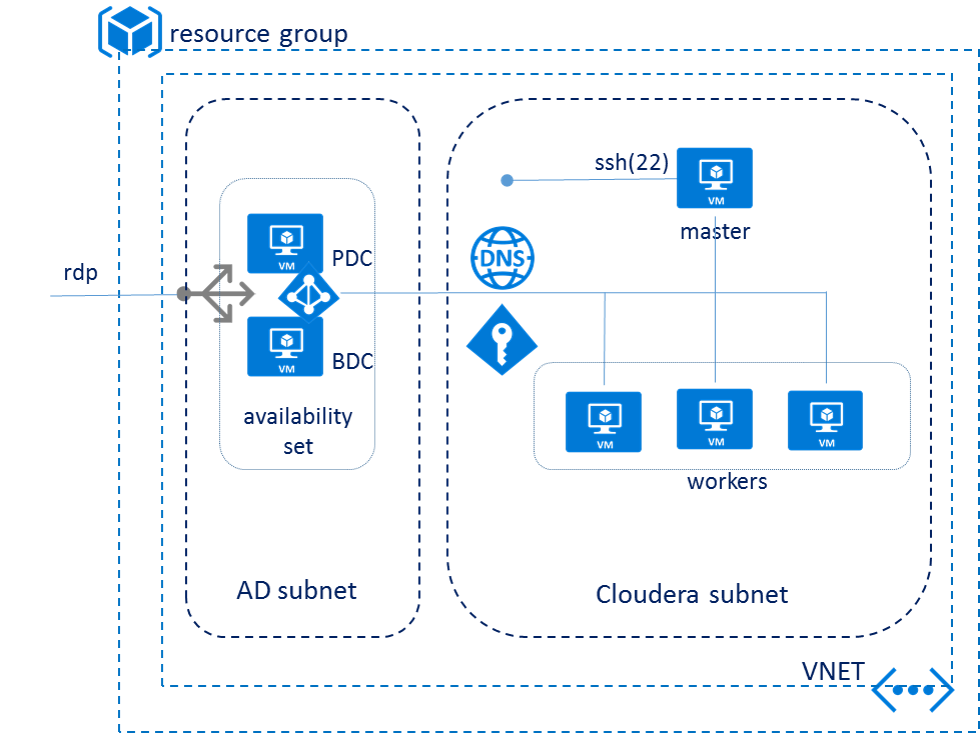 resource group
ssh(22)
VM
master
rdp
VM
PDC
DNS
VM
BDC
availability
set
VM
VM
VM
workers
AD subnet
Cloudera subnet
VNET